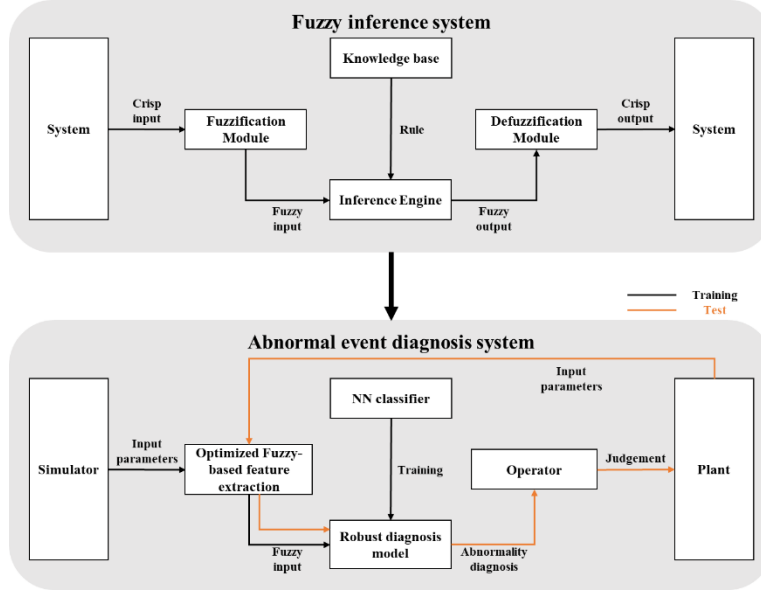 Fuzzy inference system
Knowledge base
System
Crisp
input
Fuzzification
Module
Rule
Defuzzification
Module
Crisp
output
System
Inference Engine
Fuzzy
input
Fuzzy
output
Training
Test
Abnormal event diagnosis system
Input
parameters
NN classifier
Simulator
Input
parameters
Optimized Fuzzy-
based feature
extraction
Training
Operator
Judgement
Plant
Robust diagnosis
model
Fuzzy
input
Abnormality
diagnosis